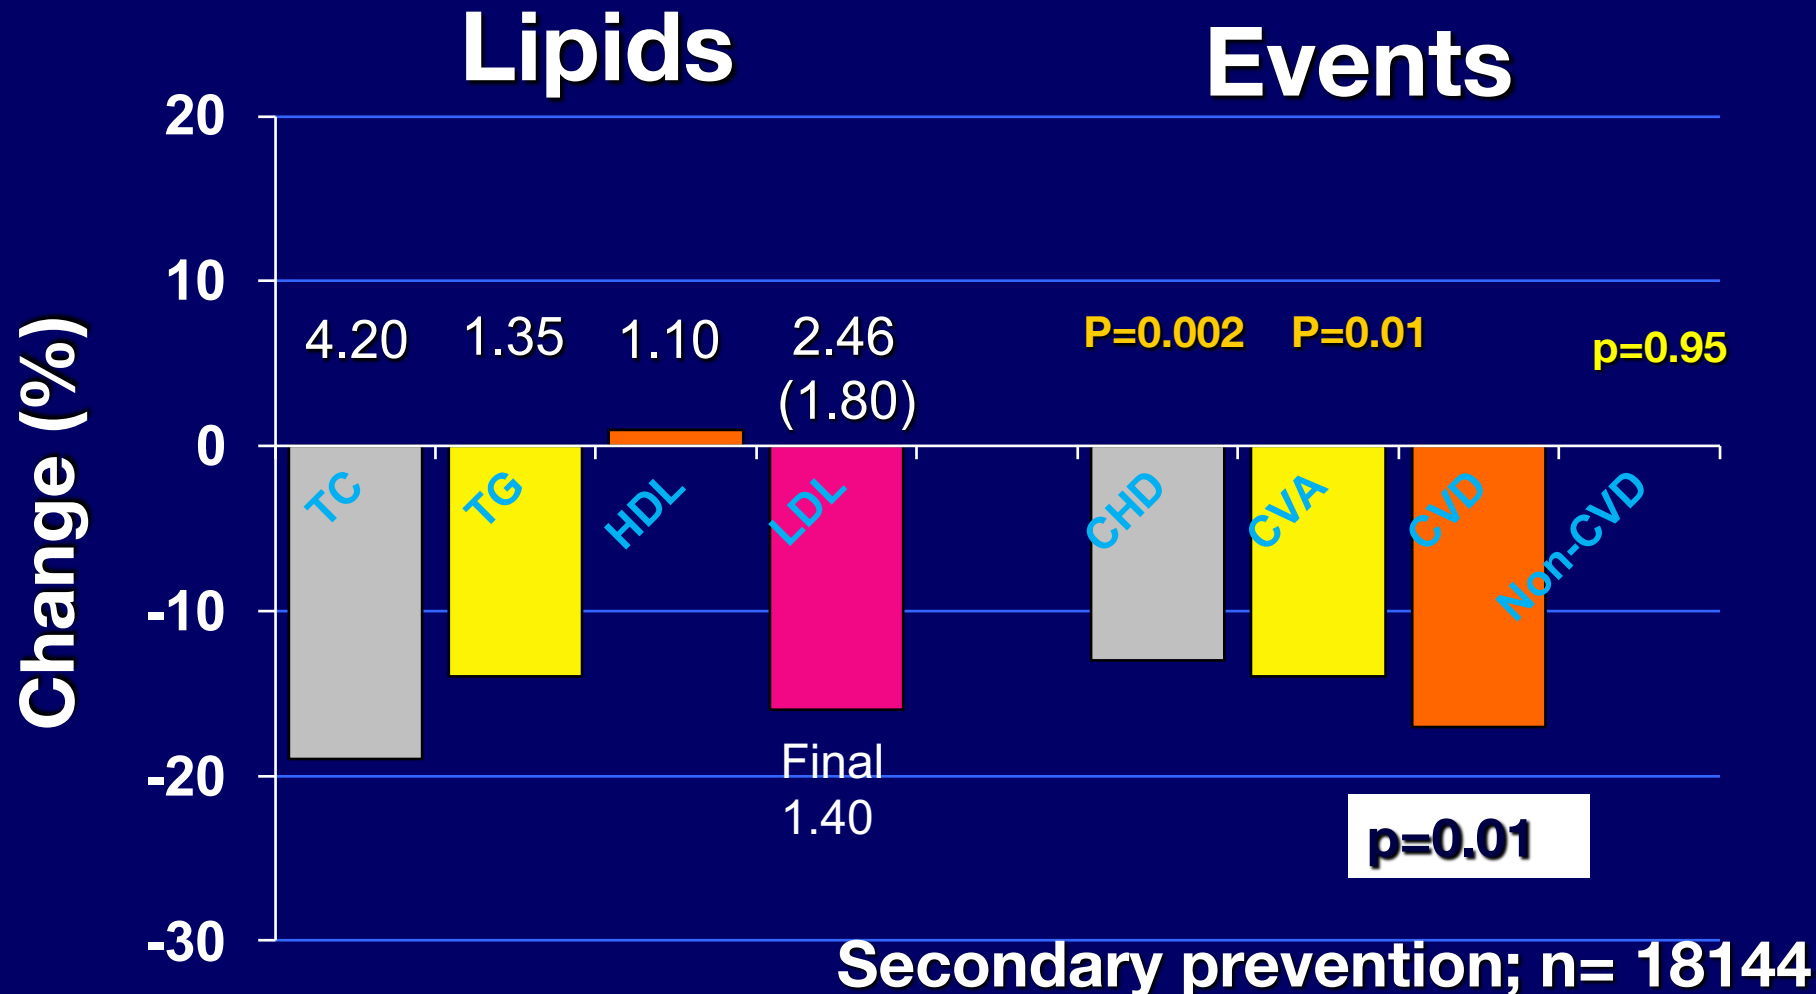 Lipids
Events
Change (%)
20
10
0
-10
-20
-30
4.20
1.35
1.10
2.46
(1.80)
P=0.002
P=0.01
p=0.95
TC
TG
HDL
LDL
CHD
CVA
CVD
Non-CVD
Final
1.40
p=0.01
Secondary prevention; n= 18144